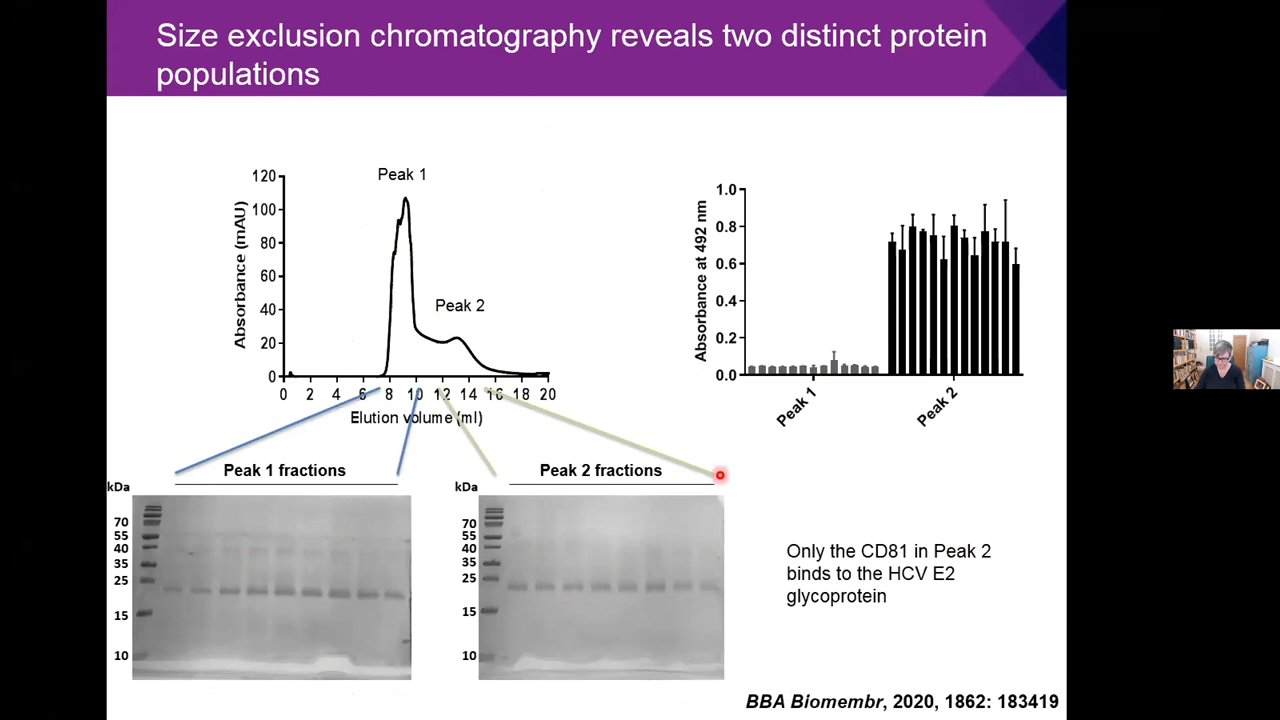 Size exclusion chromatography reveals two distinct protein
populations
Peak 1
Peak 2
Absorbance (mAU)
120
100
80
60
40
20
0
0 2 4 6 8 10 12 14 16 18 20
Elution volume (ml)
Absorbance at 492 nm
1.0
0.8
0.6
0.4
0.2
0.0
Peak 1
Peak 2
Peak 1 fractions
kDa
70
55
40
35
25
15
10
Peak 2 fractions
kDa
70
55
40
35
25
15
10
Only the CD81 in Peak 2
binds to the HCV E2
glycoprotein
BBA Biomembr, 2020, 1862: 183419